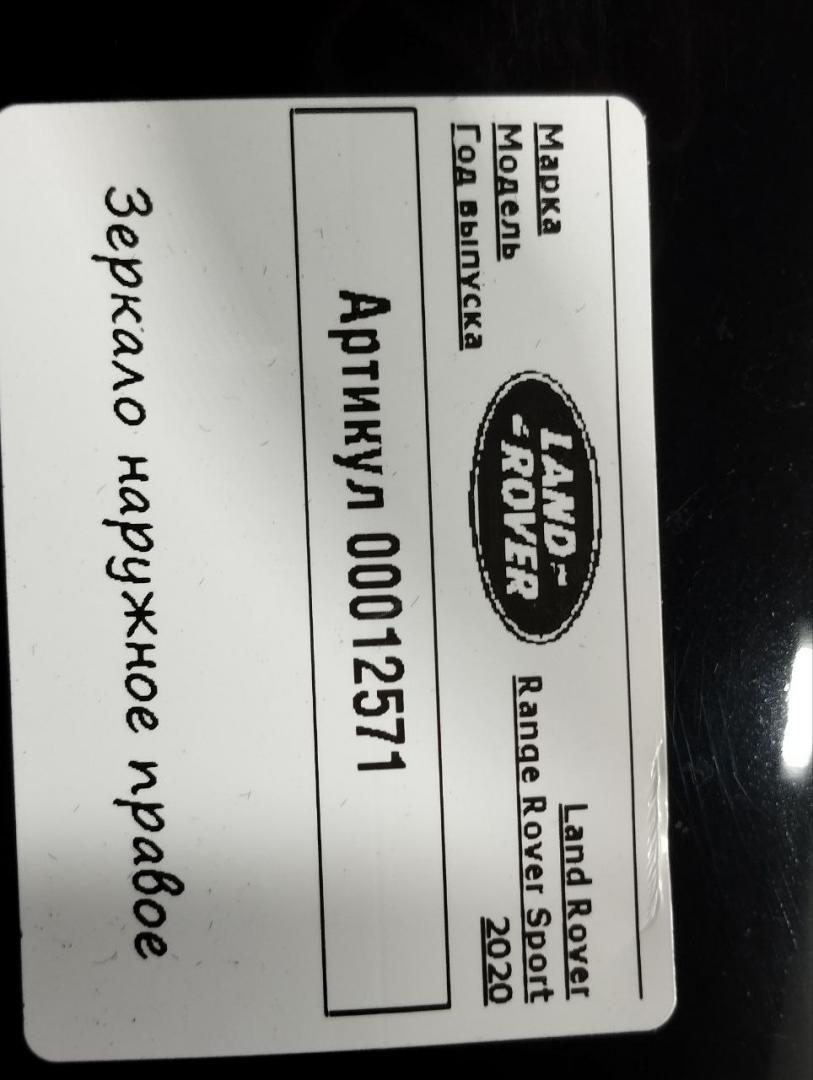 Марка Land Rover
Модель Range Rover Sport
Год выпуска 2020
LAND
ROVER
Артикул 00012571
Зеркало наружное правое